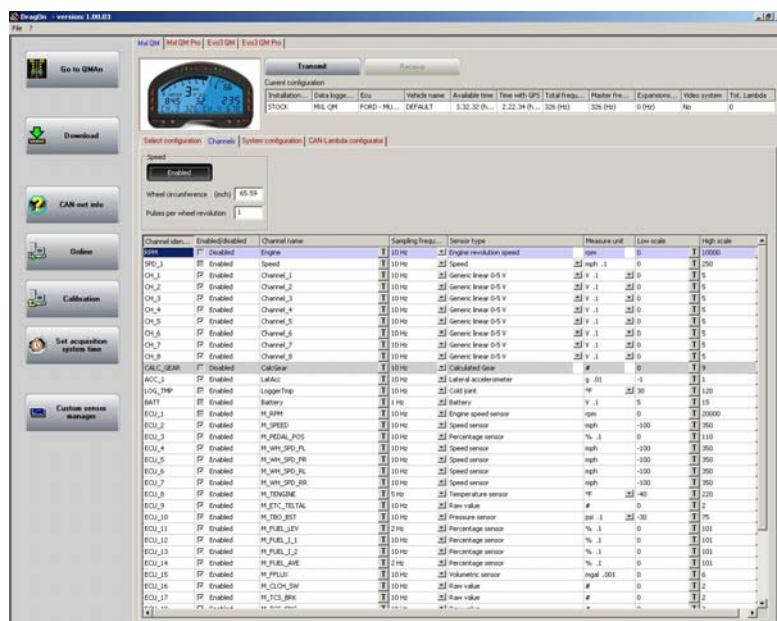 DragOn - version: 1.00.03
File ?
Go to QMAn
Download
CAN-net info
Online
Calibration
Set acquisition system time
Custom sensor manager
Mxl QM Mxl QM Pro Evo3 QM Evo3 QM Pro
Transmit Receive
Current configuration
Installation... Data logge... Ecu Vehicle name Available time Time with GPS Total frequ... Master fre... Expansions... Video system Tot. Lambda
STOCK MXL QM FORD - MU... DEFAULT 3.32.32 (h... 2.22.34 (h... 326 (Hz) 326 (Hz) 0 (Hz) No 0
Select configuration Channels System configuration CAN-Lambda configurator
Speed
Enabled
Wheel circumference (inch) 65.59
Pulses per wheel revolution 1
Channel iden... Enabled/disabled Channel name Sampling frequ... Sensor type Measure unit Low scale High scale
RPM Disabled Engine T 10 Hz Engine revolution speed rpm 0 T 10000
SPD_1 Enabled Speed T 10 Hz Speed mph .1 0 T 250
CH_1 Enabled Channel_1 T 10 Hz Generic linear 0-5 V V .1 0 T 5
CH_2 Enabled Channel_2 T 10 Hz Generic linear 0-5 V V .1 0 T 5
CH_3 Enabled Channel_3 T 10 Hz Generic linear 0-5 V V .1 0 T 5
CH_4 Enabled Channel_4 T 10 Hz Generic linear 0-5 V V .1 0 T 5
CH_5 Enabled Channel_5 T 10 Hz Generic linear 0-5 V V .1 0 T 5
CH_6 Enabled Channel_6 T 10 Hz Generic linear 0-5 V V .1 0 T 5
CH_7 Enabled Channel_7 T 10 Hz Generic linear 0-5 V V .1 0 T 5
CH_8 Enabled Channel_8 T 10 Hz Generic linear 0-5 V V .1 0 T 5
CALC_GEAR Disabled CalcGear T 10 Hz Calculated Gear # 0 T 9
ACC_1 Enabled LatAcc T 10 Hz Lateral accelerometer g .01 -1 T 1
LOG_TMP Enabled LoggerTmp T 10 Hz Cold joint °F 30 T 120
BATT Enabled Battery T 1 Hz Battery V .1 5 T 15
ECU_1 Enabled M_RPM T 10 Hz Engine speed sensor rpm 0 T 20000
ECU_2 Enabled M_SPEED T 10 Hz Speed sensor mph -100 T 350
ECU_3 Enabled M_PEDAL_POS T 10 Hz Percentage sensor % .1 0 T 110
ECU_4 Enabled M_WH_SPD_FL T 10 Hz Speed sensor mph -100 T 350
ECU_5 Enabled M_WH_SPD_FR T 10 Hz Speed sensor mph -100 T 350
ECU_6 Enabled M_WH_SPD_RL T 10 Hz Speed sensor mph -100 T 350
ECU_7 Enabled M_WH_SPD_RR T 10 Hz Speed sensor mph -100 T 350
ECU_8 Enabled M_TENGINE T 5 Hz Temperature sensor °F -40 T 220
ECU_9 Enabled M_ETC_TELTAL T 10 Hz Raw value # 0 T 2
ECU_10 Enabled M_TBO_BST T 10 Hz Pressure sensor psi .1 -30 T 75
ECU_11 Enabled M_FUEL_LEV T 2 Hz Percentage sensor % .1 0 T 101
ECU_12 Enabled M_FUEL_I_1 T 10 Hz Percentage sensor % .1 0 T 101
ECU_13 Enabled M_FUEL_I_2 T 10 Hz Percentage sensor % .1 0 T 101
ECU_14 Enabled M_FUEL_AVE T 2 Hz Percentage sensor % .1 0 T 101
ECU_15 Enabled M_FFLUX T 10 Hz Volumetric sensor mgal .001 0 T 6
ECU_16 Enabled M_CLCH_SW T 10 Hz Raw value # 0 T 2
ECU_17 Enabled M_TCS_BRK T 10 Hz Raw value # 0 T 2